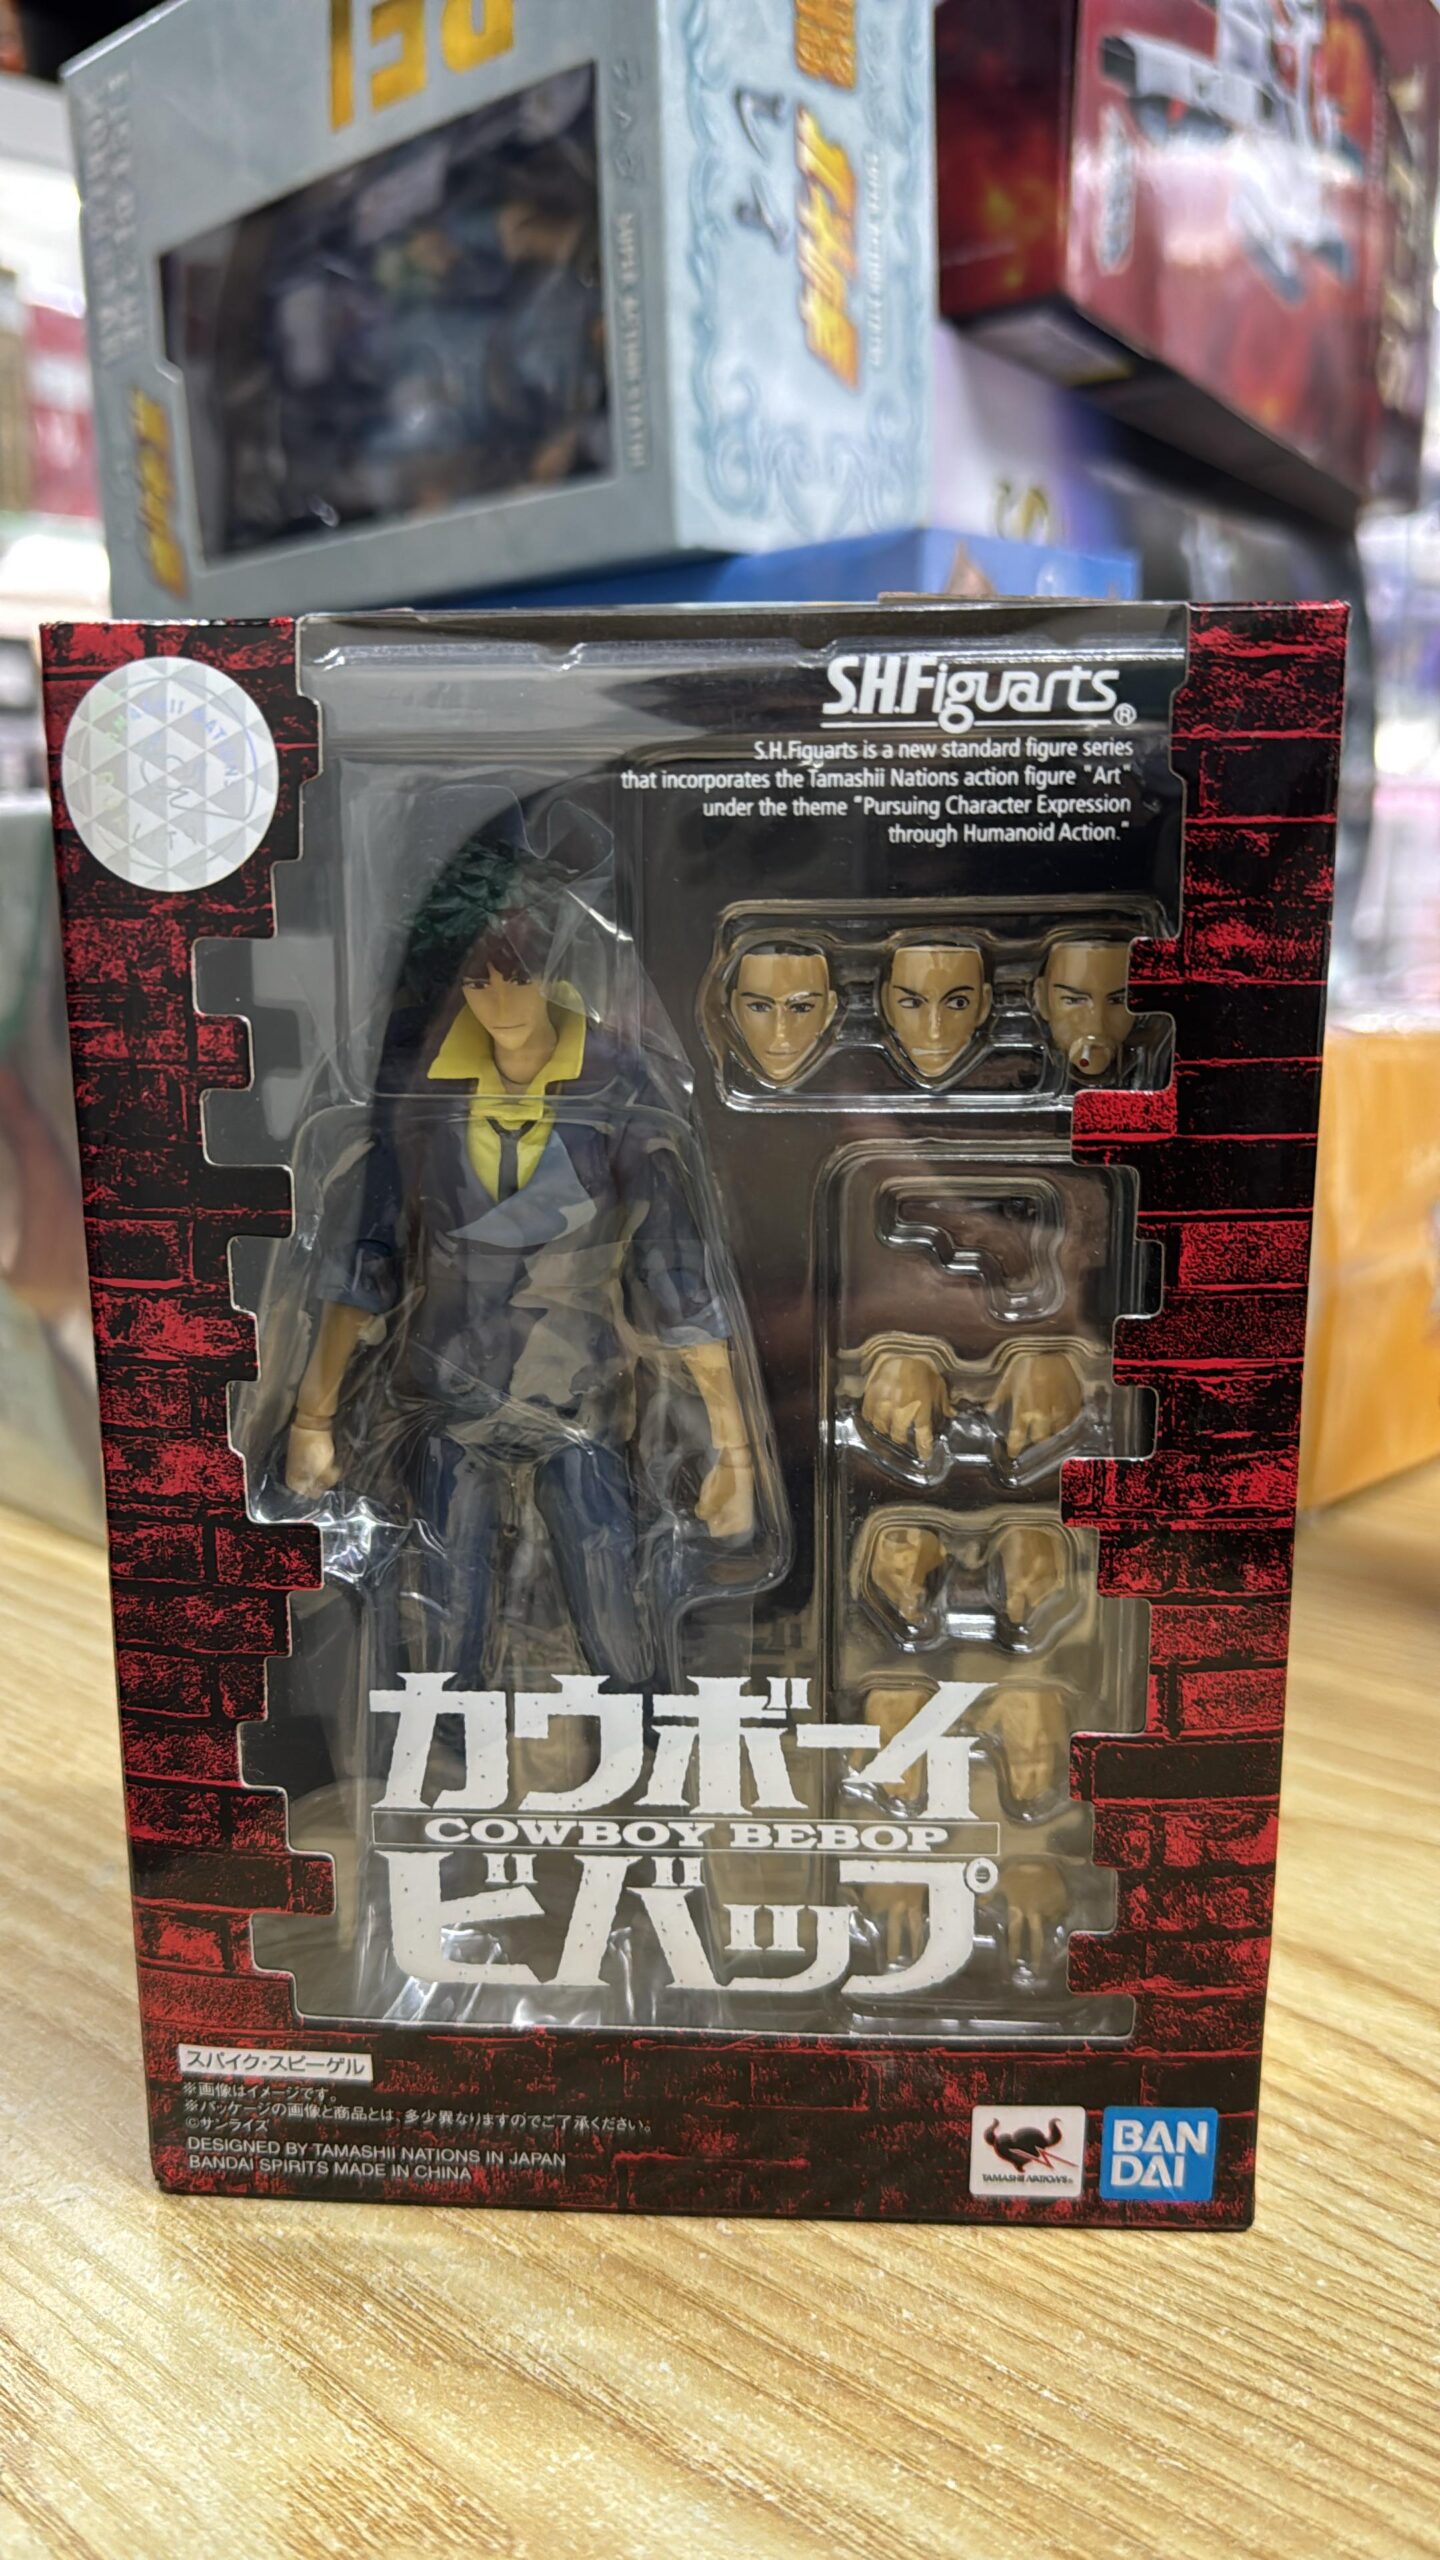 S.H.Figuarts®
S.H.Figuarts is a new standard figure series
that incorporates the Tamashii Nations action figure "Art"
under the theme "Pursuing Character Expression
through Humanoid Action."
カウボーイ
COWBOY BEBOP
ビバップ
スパイク・スピーゲル
※画像はイメージです。
※パッケージの画像と商品とは、多少異なりますのでご了承ください。
©サンライズ
DESIGNED BY TAMASHII NATIONS IN JAPAN
BANDAI SPIRITS MADE IN CHINA
TAMASHII NATIONS
BAN
DAI